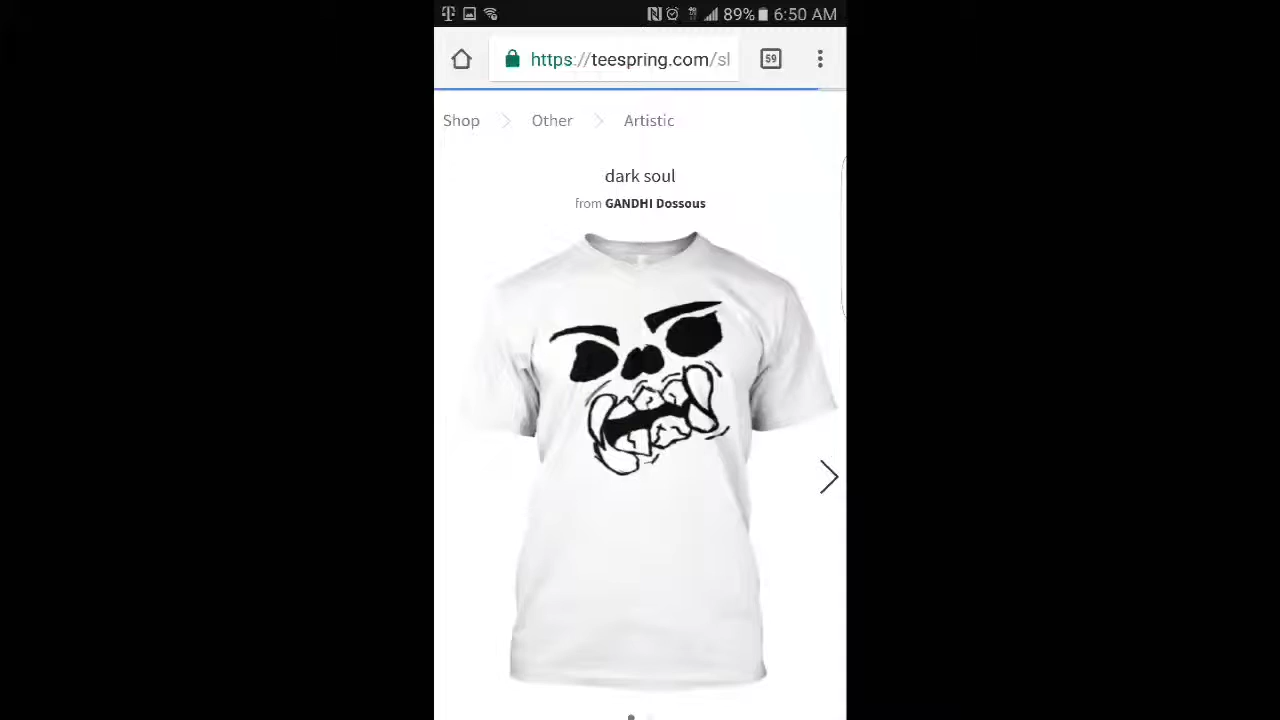 89% 6:50 AM
https://teespring.com/sl
59
Shop Other Artistic
dark soul
from GANDHI Dossous